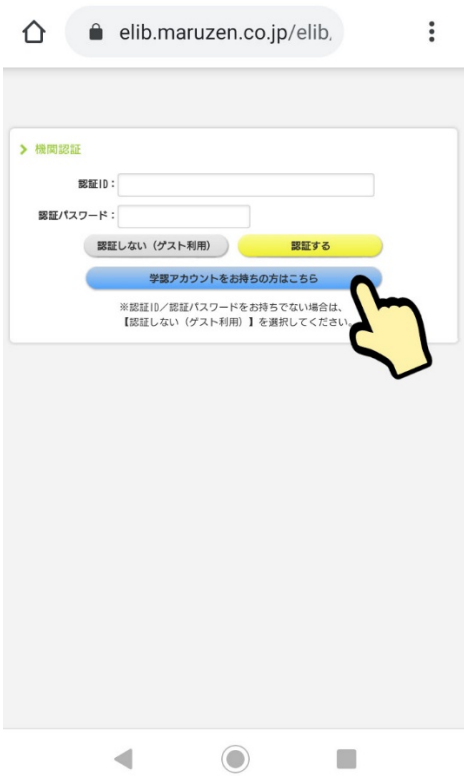 elib.maruzen.co.jp/elib,
機関認証
認証ID：
認証パスワード：
認証しない（ゲスト利用） 認証する
学認アカウントをお持ちの方はこちら
※認証ID／認証パスワードをお持ちでない場合は、
【認証しない（ゲスト利用）】を選択してください。